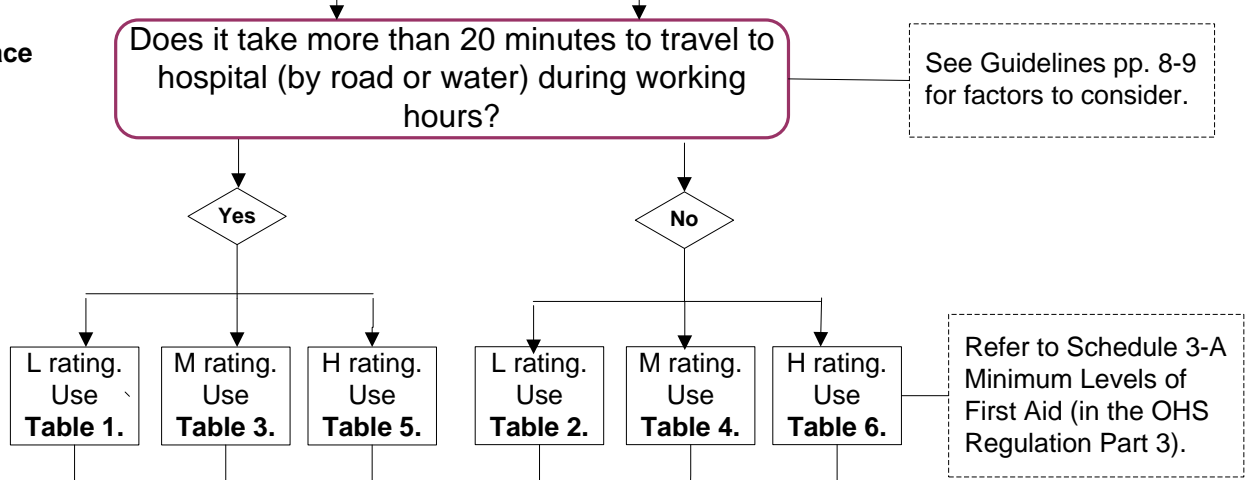 Does it take more than 20 minutes to travel to
hospital (by road or water) during working
hours?
See Guidelines pp. 8-9
for factors to consider.
Yes
No
L rating.
Use
Table 1.
M rating.
Use
Table 3.
H rating.
Use
Table 5.
L rating.
Use
Table 2.
M rating.
Use
Table 4.
H rating.
Use
Table 6.
Refer to Schedule 3-A
Minimum Levels of
First Aid (in the OHS
Regulation Part 3).